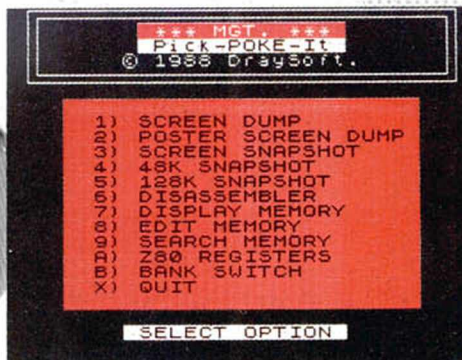 *** MGT. ***
Pick-POKE-It
© 1988 DraySoft.
1) SCREEN DUMP
2) POSTER SCREEN DUMP
3) SCREEN SNAPSHOT
4) 48K SNAPSHOT
5) 128K SNAPSHOT
6) DISASSEMBLER
7) DISPLAY MEMORY
8) EDIT MEMORY
9) SEARCH MEMORY
A) Z80 REGISTERS
B) BANK SWITCH
X) QUIT
SELECT OPTION